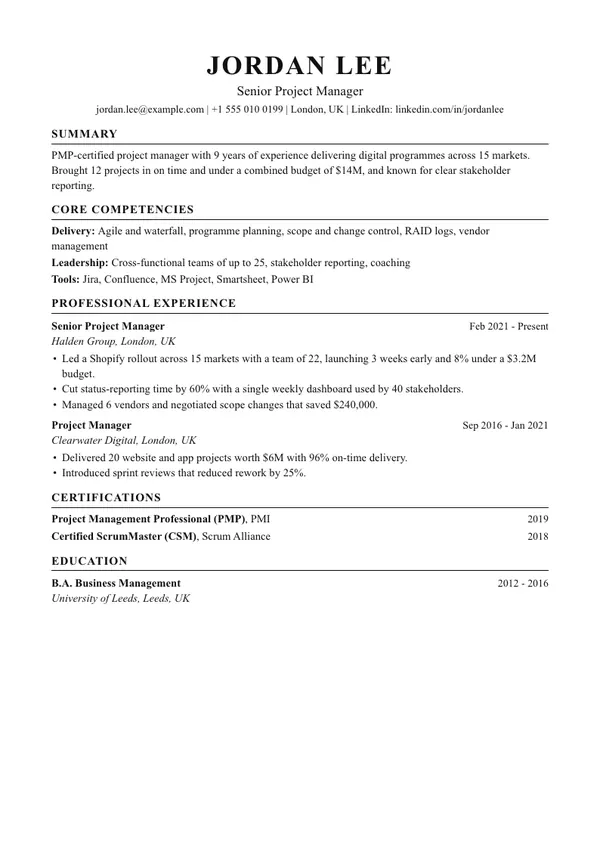 JORDAN LEE
Senior Project Manager
jordan.lee@example.com | +1 555 010 0199 | London, UK | LinkedIn: linkedin.com/in/jordanlee
SUMMARY
PMP-certified project manager with 9 years of experience delivering digital programmes across 15 markets.
Brought 12 projects in on time and under a combined budget of $14M, and known for clear stakeholder
reporting.
CORE COMPETENCIES
Delivery: Agile and waterfall, programme planning, scope and change control, RAID logs, vendor
management
Leadership: Cross-functional teams of up to 25, stakeholder reporting, coaching
Tools: Jira, Confluence, MS Project, Smartsheet, Power BI
PROFESSIONAL EXPERIENCE
Senior Project Manager Feb 2021 - Present
Halden Group, London, UK
• Led a Shopify rollout across 15 markets with a team of 22, launching 3 weeks early and 8% under a $3.2M
budget.
• Cut status-reporting time by 60% with a single weekly dashboard used by 40 stakeholders.
• Managed 6 vendors and negotiated scope changes that saved $240,000.
Project Manager Sep 2016 - Jan 2021
Clearwater Digital, London, UK
• Delivered 20 website and app projects worth $6M with 96% on-time delivery.
• Introduced sprint reviews that reduced rework by 25%.
CERTIFICATIONS
Project Management Professional (PMP), PMI 2019
Certified ScrumMaster (CSM), Scrum Alliance 2018
EDUCATION
B.A. Business Management 2012 - 2016
University of Leeds, Leeds, UK